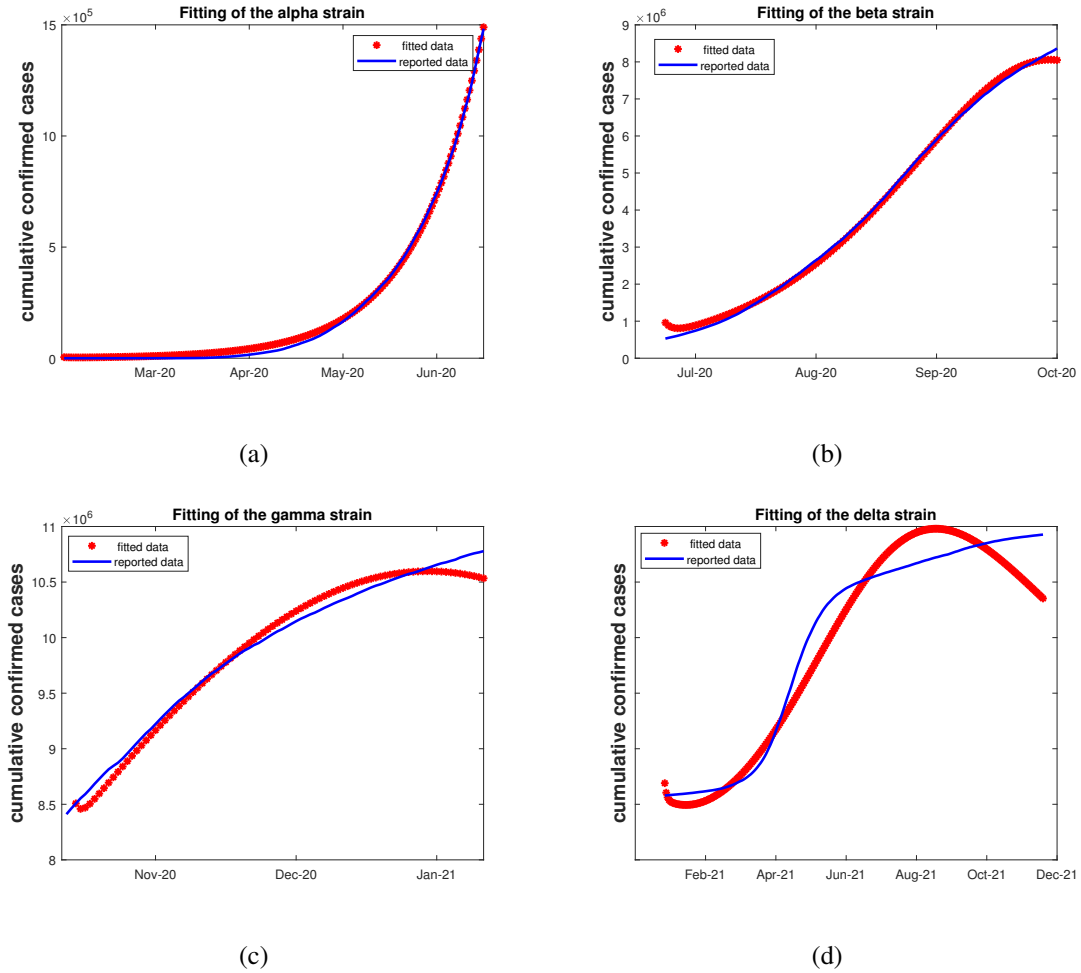 Fitting of the alpha strain
×10^5
15
10
5
0
cumulative confirmed cases
Mar-20 Apr-20 May-20 Jun-20
fitted data
reported data
(a)
Fitting of the beta strain
×10^6
9
8
7
6
5
4
3
2
1
0
cumulative confirmed cases
Jul-20 Aug-20 Sep-20 Oct-20
fitted data
reported data
(b)
Fitting of the gamma strain
×10^6
11
10.5
10
9.5
9
8.5
8
cumulative confirmed cases
Nov-20 Dec-20 Jan-21
fitted data
reported data
(c)
Fitting of the delta strain
cumulative confirmed cases
Feb-21 Apr-21 Jun-21 Aug-21 Oct-21 Dec-21
fitted data
reported data
(d)